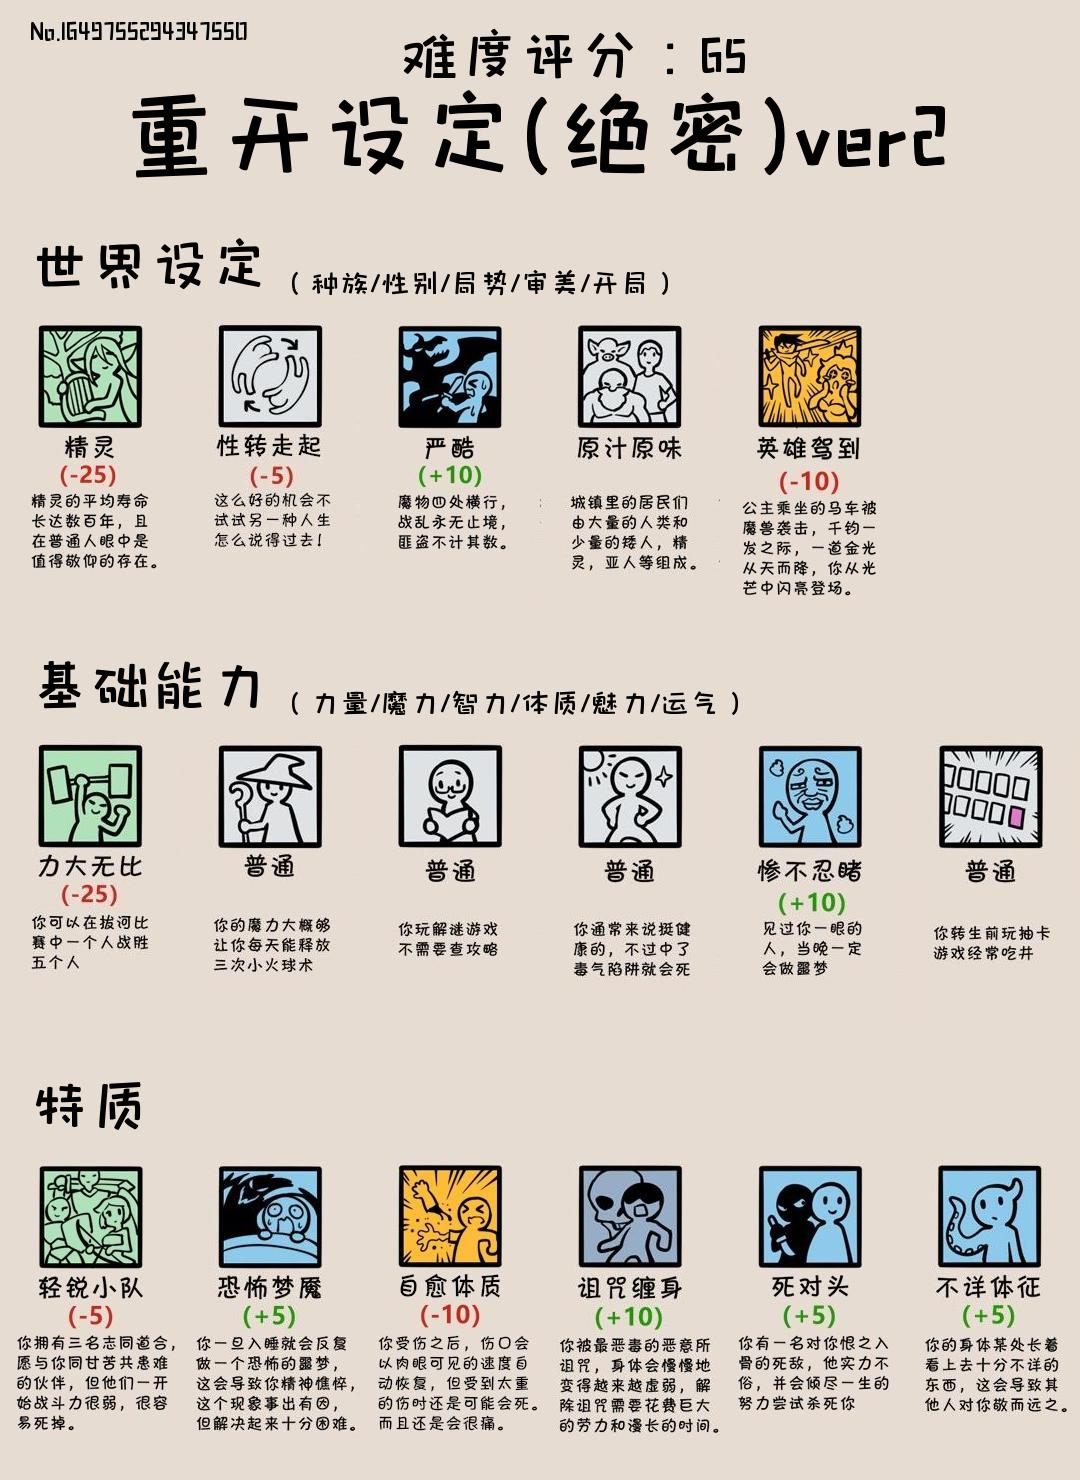 No.1649755294347550
难度评分：65
重开设定(绝密)ver2
世界设定 （种族/性别/局势/审美/开局）
精灵
(-25)
精灵的平均寿命
长达数百年，且
在普通人眼中是
值得敬仰的存在。
性转走起
(-5)
这么好的机会不
试试另一种人生
怎么说得过去！
严酷
(+10)
魔物四处横行，
战乱永无止境，
匪盗不计其数。
原汁原味
城镇里的居民们
由大量的人类和
少量的矮人，精
灵，亚人等组成。
英雄驾到
(-10)
公主乘坐的马车被
魔兽袭击，千钧一
发之际，一道金光
从天而降，你从光
芒中闪亮登场。
基础能力 （力量/魔力/智力/体质/魅力/运气）
力大无比
(-25)
你可以在拔河比
赛中一个人战胜
五个人
普通
你的魔力大概够
让你每天能释放
三次小火球术
普通
你玩解谜游戏
不需要查攻略
普通
你通常来说挺健
康的，不过中了
毒气陷阱就会死
惨不忍睹
(+10)
见过你一眼的
人，当晚一定
会做噩梦
普通
你转生前玩抽卡
游戏经常吃井
特质
轻锐小队
(-5)
你拥有三名志同道合，
愿与你同甘苦共患难
的伙伴，但他们一开
始战斗力很弱，很容
易死掉。
恐怖梦魇
(+5)
你一旦入睡就会反复
做一个恐怖的噩梦，
这会导致你精神憔悴，
这个现象事出有因，
但解决起来十分困难。
自愈体质
(-10)
你受伤之后，伤口会
以肉眼可见的速度自
动恢复，但受到太重
的伤时还是可能会死。
而且还是会很痛。
诅咒缠身
(+10)
你被最恶毒的恶意所
诅咒，身体会慢慢地
变得越来越虚弱，解
除诅咒需要花费巨大
的劳力和漫长的时间。
死对头
(+5)
你有一名对你恨之入
骨的死敌，他实力不
俗，并会倾尽一生的
努力尝试杀死你
不详体征
(+5)
你的身体某处长着
看上去十分不详的
东西，这会导致其
他人对你敬而远之。